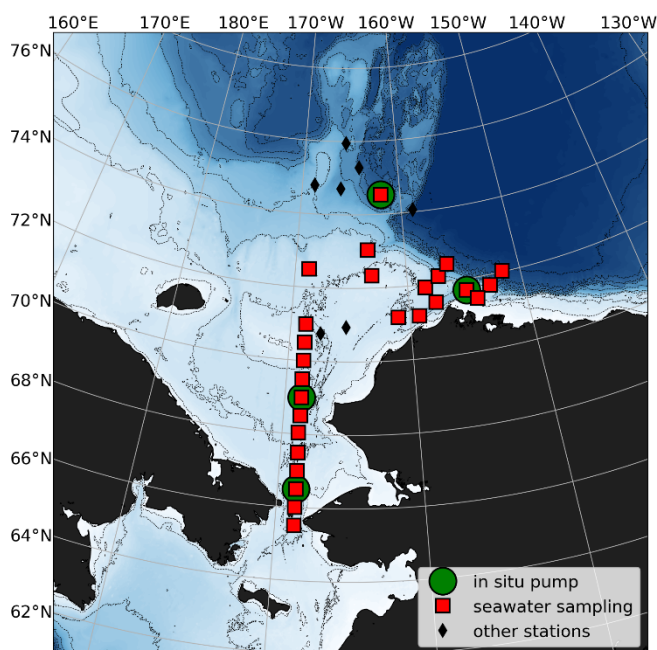 160°E 170°E 180°W 170°W 160°W 150°W 140°W 130°W
76°N
74°N
72°N
70°N
68°N
66°N
64°N
62°N
in situ pump
seawater sampling
other stations